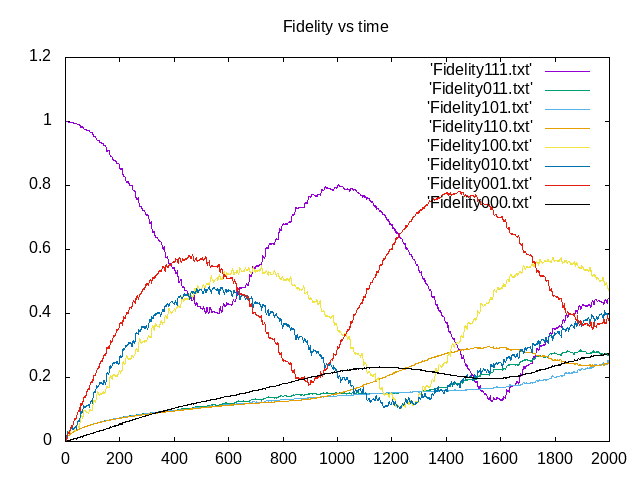 Fidelity vs time
1.2
1
0.8
0.6
0.4
0.2
0
0 200 400 600 800 1000 1200 1400 1600 1800 2000
'Fidelity111.txt'
'Fidelity011.txt'
'Fidelity101.txt'
'Fidelity110.txt'
'Fidelity100.txt'
'Fidelity010.txt'
'Fidelity001.txt'
'Fidelity000.txt'